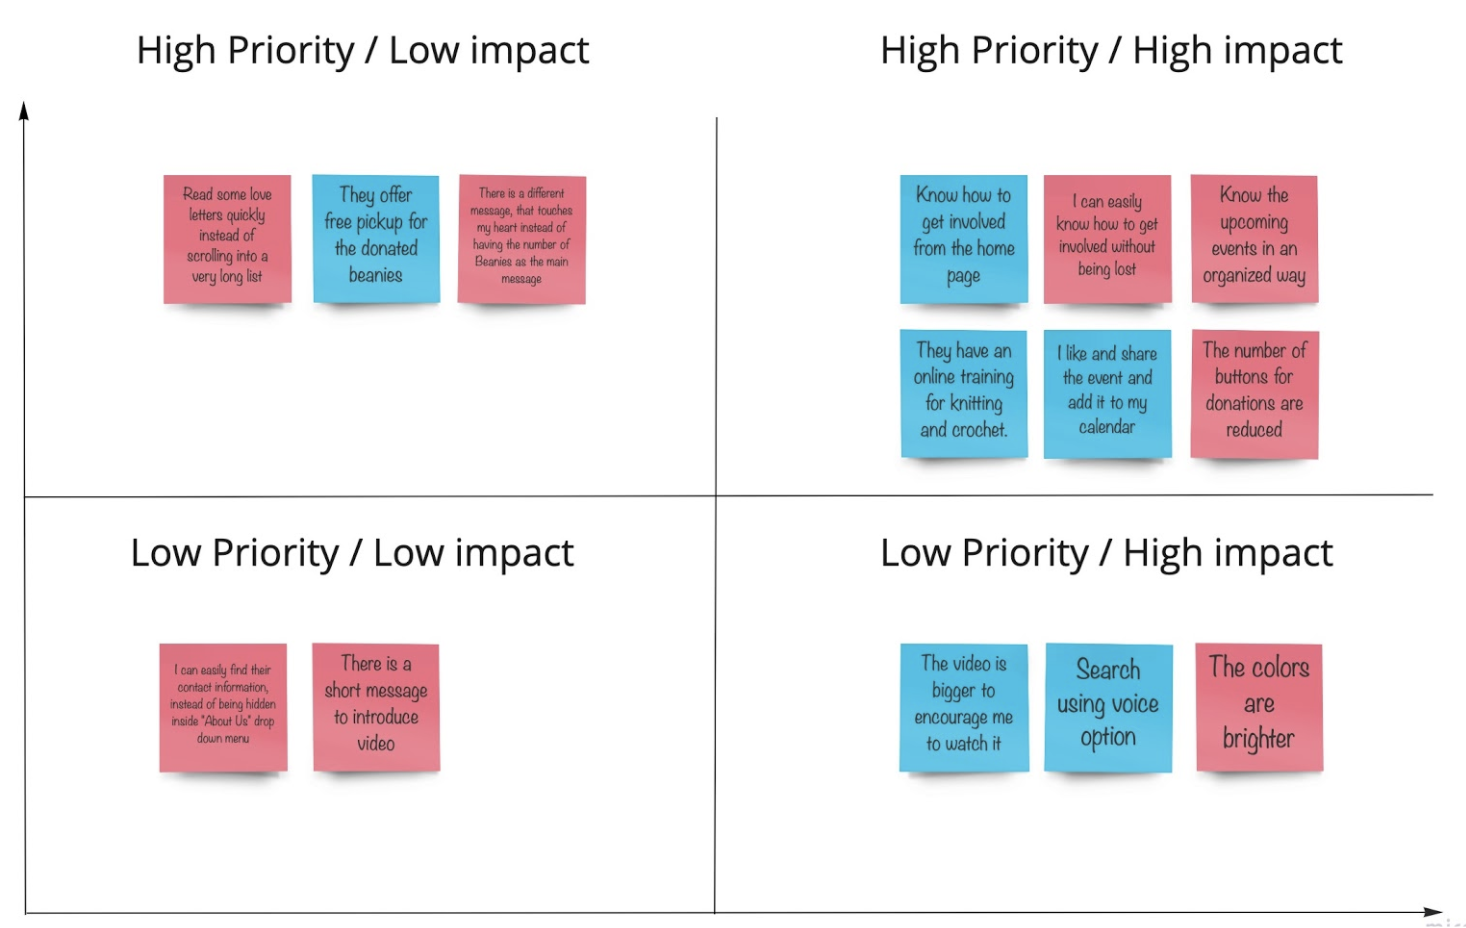 High Priority / Low impact
High Priority / High impact
Read some love
letters quickly
instead of
scrolling into a
very long list
They offer
free pickup for
the donated
beanies
There is a different
message, that touches
my heart instead of
having the number of
Beanies as the main
message
Know how to
get involved
from the home
page
I can easily
know how to get
involved without
being lost
Know the
upcoming
events in an
organized way
They have an
online training
for knitting
and crochet.
I like and share
the event and
add it to my
calendar
The number of
buttons for
donations are
reduced
Low Priority / Low impact
Low Priority / High impact
I can easily find their
contact information,
instead of being hidden
inside "About Us" drop
down menu
There is a
short message
to introduce
video
The video is
bigger to
encourage me
to watch it
Search
using voice
option
The colors
are
brighter